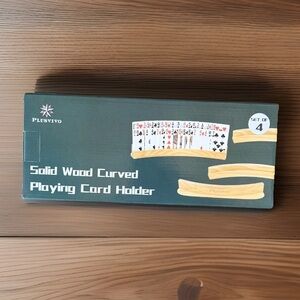 PLUSVIVO
SET OF
4
Solid Wood Curved
Playing Card Holder